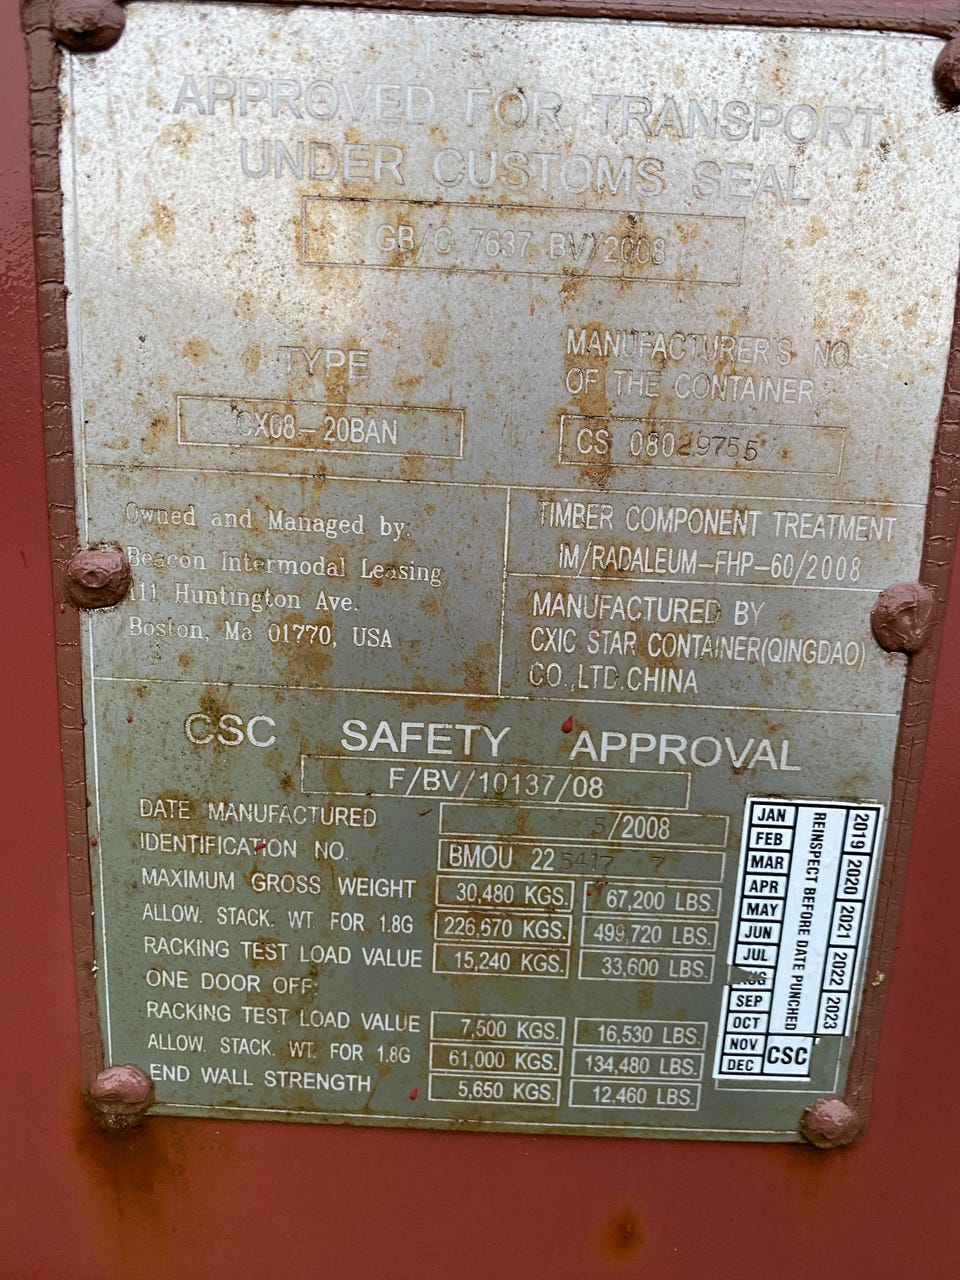 APPROVED FOR TRANSPORT
UNDER CUSTOMS SEAL
GB/C 7637 BV/2008
TYPE
CX08-20BAN
MANUFACTURER'S NO.
OF THE CONTAINER
CS 08029755
Owned and Managed by:
Beacon Intermodal Leasing
111 Huntington Ave.
Boston, Ma 01770, USA
TIMBER COMPONENT TREATMENT
IM/RADALEUM-FHP-60/2008
MANUFACTURED BY
CXIC STAR CONTAINER(QINGDAO)
CO.,LTD.CHINA
CSC SAFETY APPROVAL
F/BV/10137/08
DATE MANUFACTURED 5/2008
IDENTIFICATION NO. BMOU 225417 7
MAXIMUM GROSS WEIGHT 30,480 KGS. 67,200 LBS.
ALLOW. STACK. WT. FOR 1.8G 226,670 KGS. 499,720 LBS.
RACKING TEST LOAD VALUE 15,240 KGS. 33,600 LBS.
ONE DOOR OFF:
RACKING TEST LOAD VALUE 7,500 KGS. 16,530 LBS.
ALLOW. STACK. WT. FOR 1.8G 61,000 KGS. 134,480 LBS.
END WALL STRENGTH 5,650 KGS. 12,460 LBS.
JAN
FEB
MAR
APR
MAY
JUN
JUL
AUG
SEP
OCT
NOV
DEC
REINSPECT BEFORE DATE PUNCHED
CSC
2019 2020 2021 2022 2023